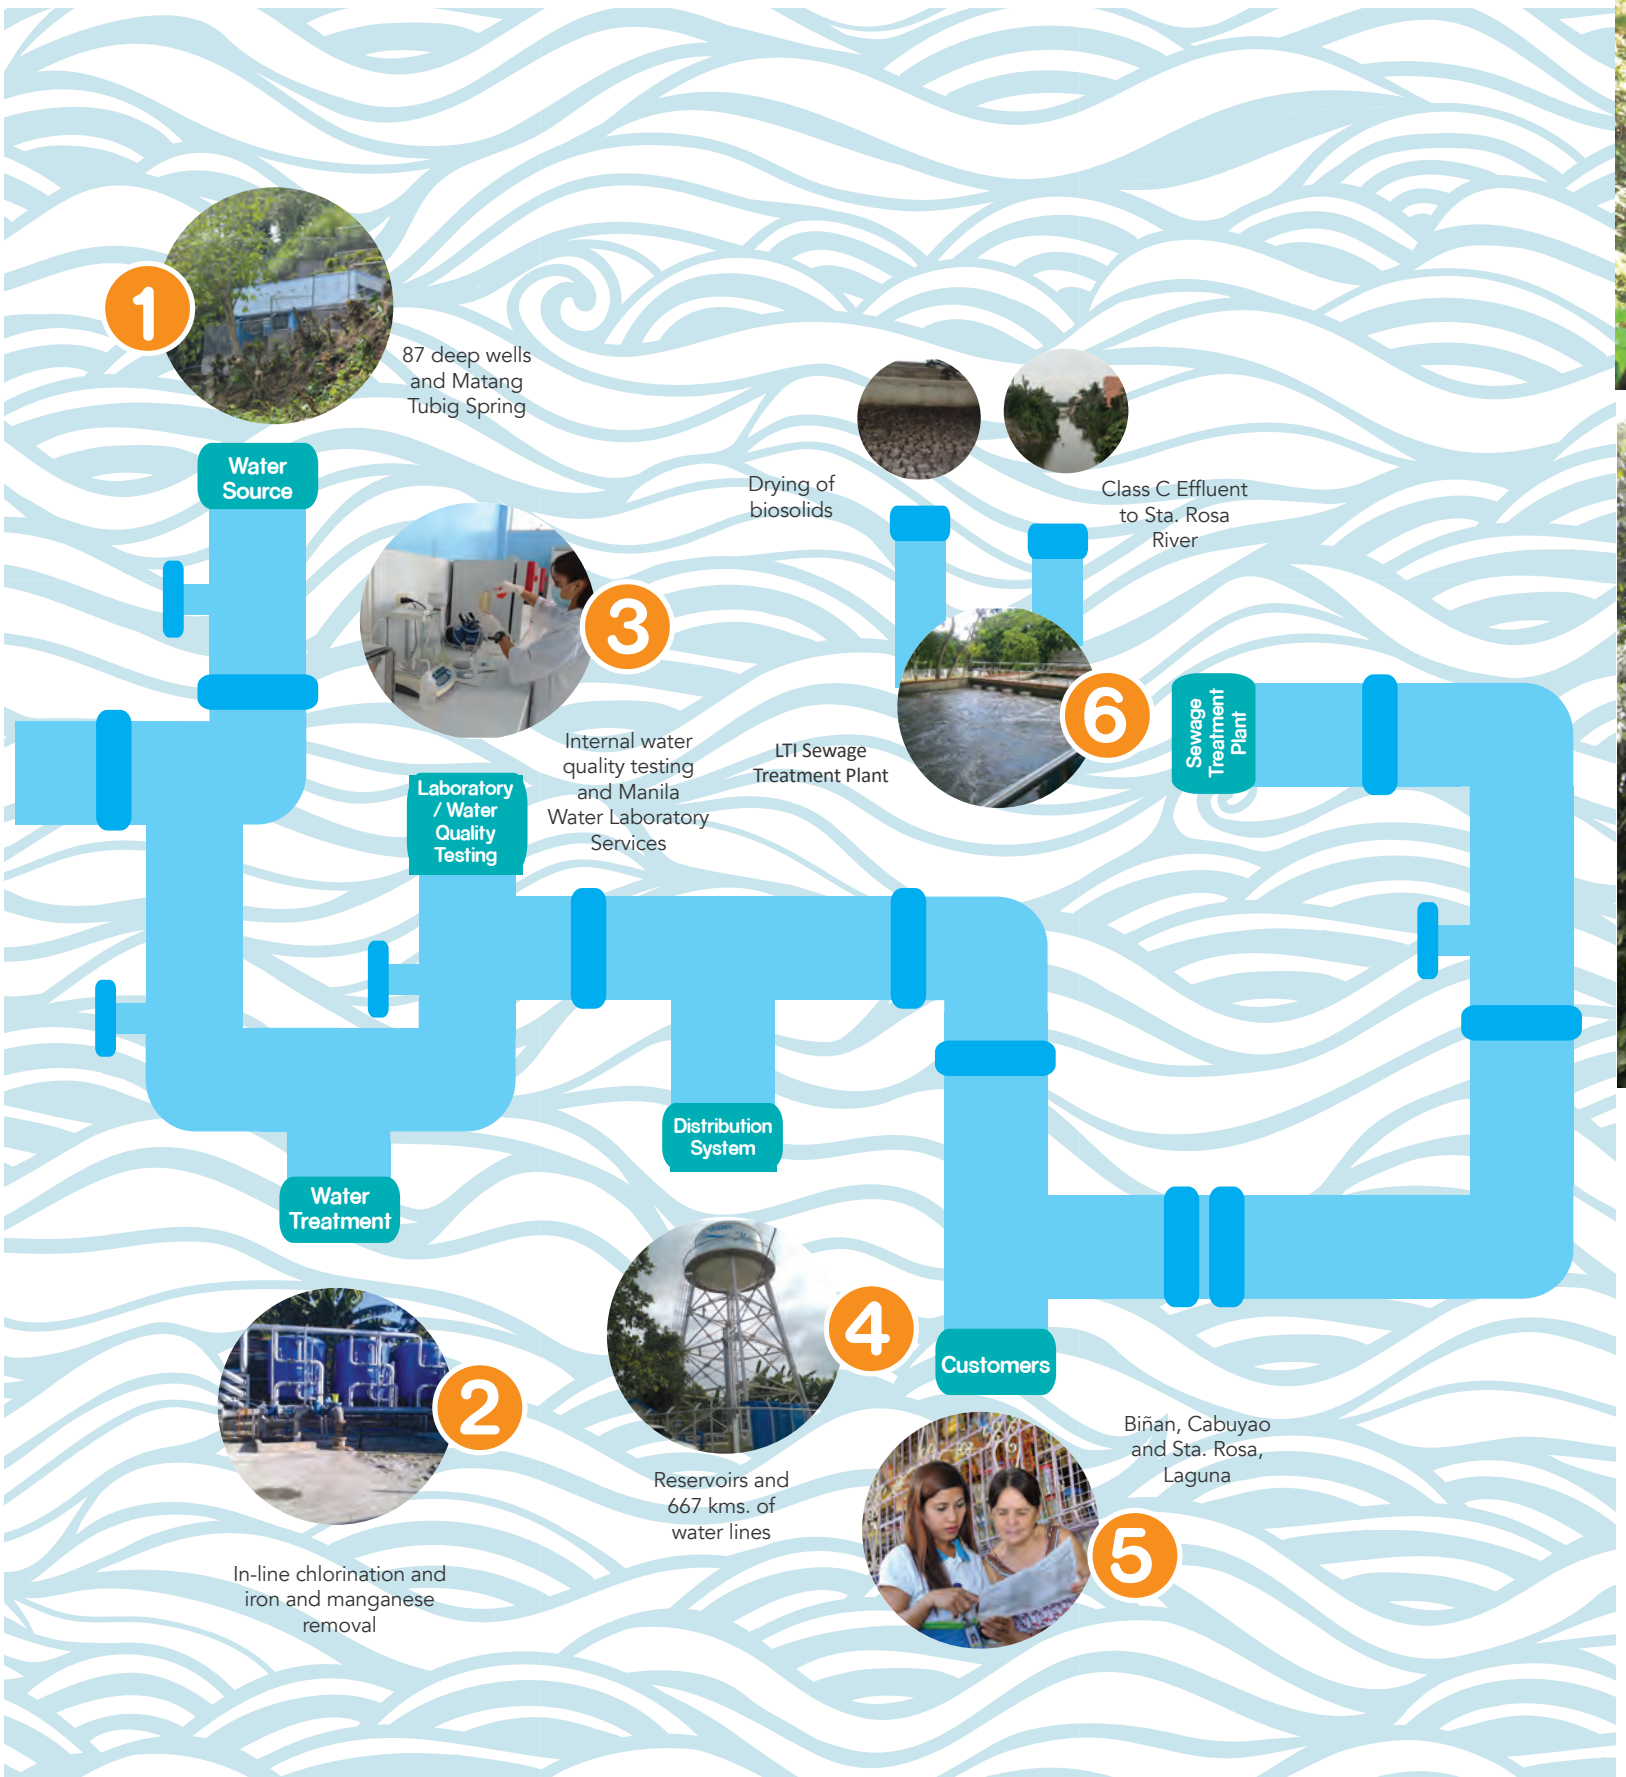 1
87 deep wells
and Matang
Tubig Spring
Water
Source
2
Water
Treatment
In-line chlorination and
iron and manganese
removal
3
Internal water
quality testing
and Manila
Water Laboratory
Services
Laboratory
/ Water
Quality
Testing
4
Distribution
System
Reservoirs and
667 kms. of
water lines
5
Customers
Biñan, Cabuyao
and Sta. Rosa,
Laguna
6
Sewage
Treatment
Plant
LTI Sewage
Treatment Plant
Drying of
biosolids
Class C Effluent
to Sta. Rosa
River